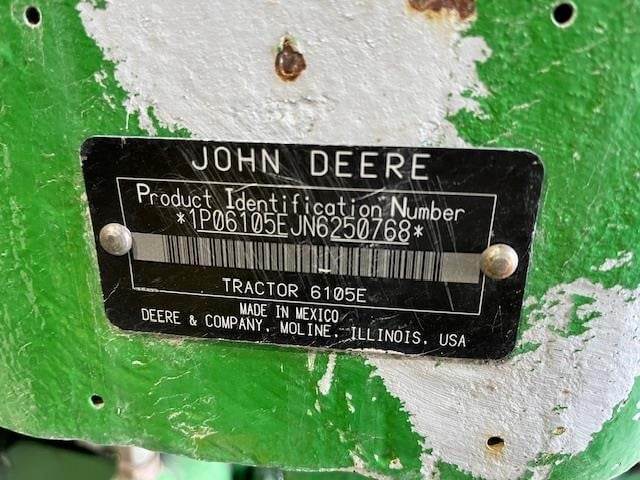 JOHN DEERE
Product Identification Number
*1P06105EJN6250768*
TRACTOR 6105E
MADE IN MEXICO
DEERE & COMPANY, MOLINE, ILLINOIS, USA